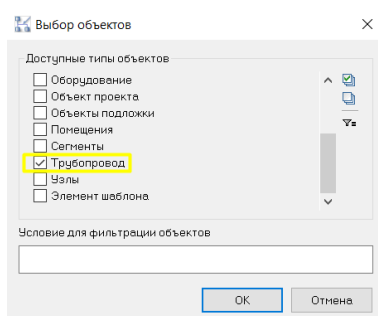 Выбор объектов
Доступные типы объектов
Оборудование
Объект проекта
Объекты подложки
Помещения
Сегменты
Трубопровод
Узлы
Элемент шаблона
Условие для фильтрации объектов
ОК
Отмена